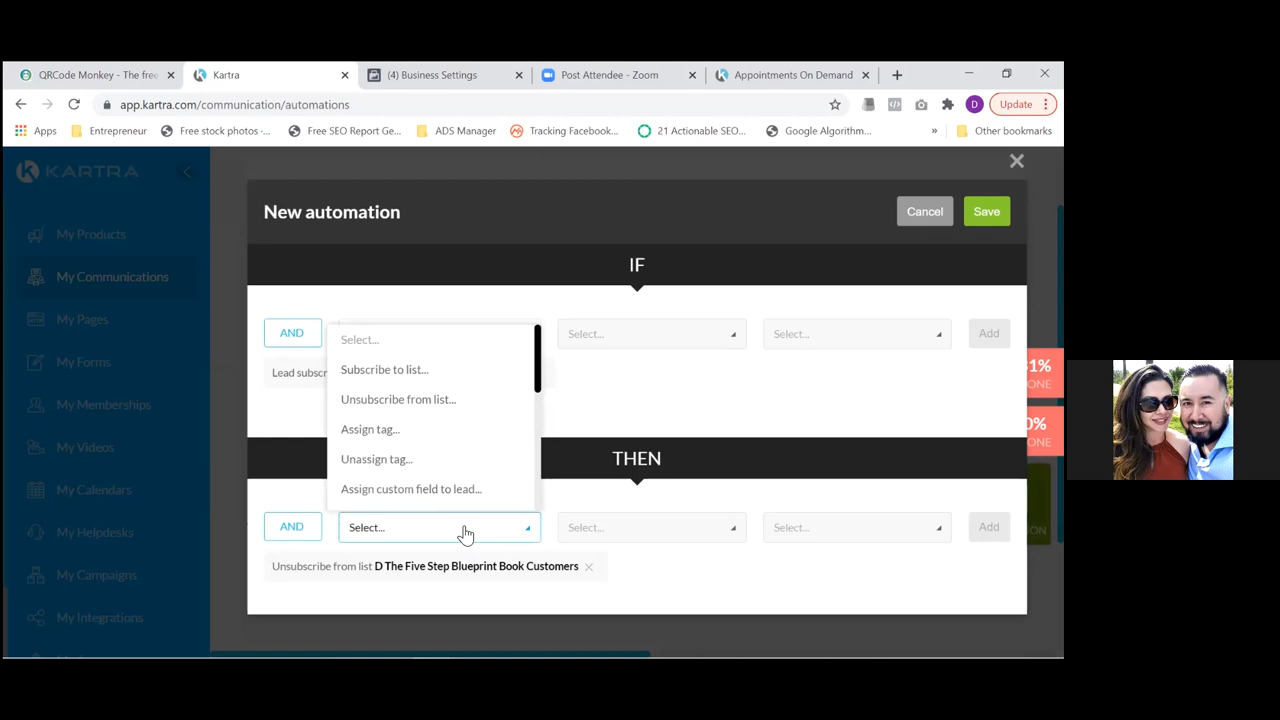 QRCode Monkey - The free
Kartra
(4) Business Settings
Post Attendee - Zoom
Appointments On Demand
app.kartra.com/communication/automations
D
Update
Apps
Entrepreneur
Free stock photos -...
Free SEO Report Ge...
ADS Manager
Tracking Facebook...
21 Actionable SEO...
Google Algorithm...
»
Other bookmarks
KARTRA
My Products
My Communications
My Pages
My Forms
My Memberships
My Videos
My Calendars
My Helpdesks
My Campaigns
My Integrations
New automation
Cancel
Save
IF
AND
Select...
Select...
Add
Lead subscr
Select...
Subscribe to list...
Unsubscribe from list...
Assign tag...
Unassign tag...
Assign custom field to lead...
1%
ONE
0%
ONE
THEN
AND
Select...
Select...
Select...
Add
ON
Unsubscribe from list D The Five Step Blueprint Book Customers